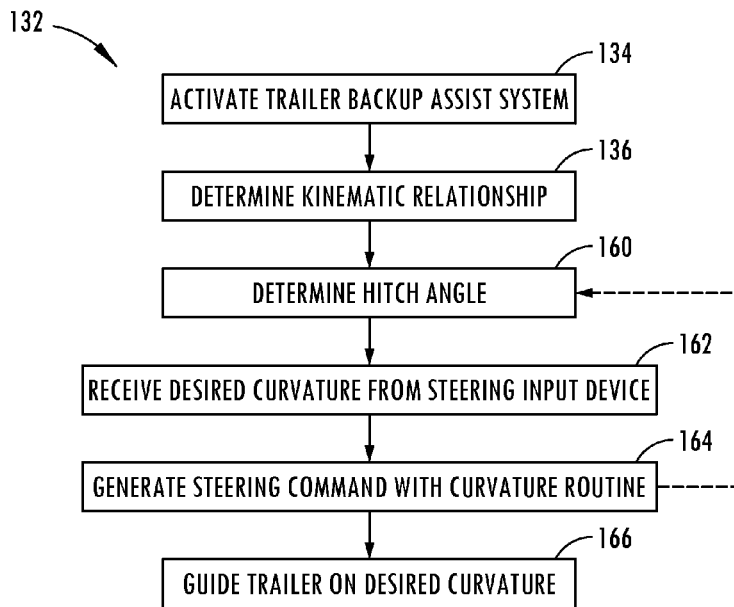 132
134
ACTIVATE TRAILER BACKUP ASSIST SYSTEM
136
DETERMINE KINEMATIC RELATIONSHIP
160
DETERMINE HITCH ANGLE
162
RECEIVE DESIRED CURVATURE FROM STEERING INPUT DEVICE
164
GENERATE STEERING COMMAND WITH CURVATURE ROUTINE
166
GUIDE TRAILER ON DESIRED CURVATURE